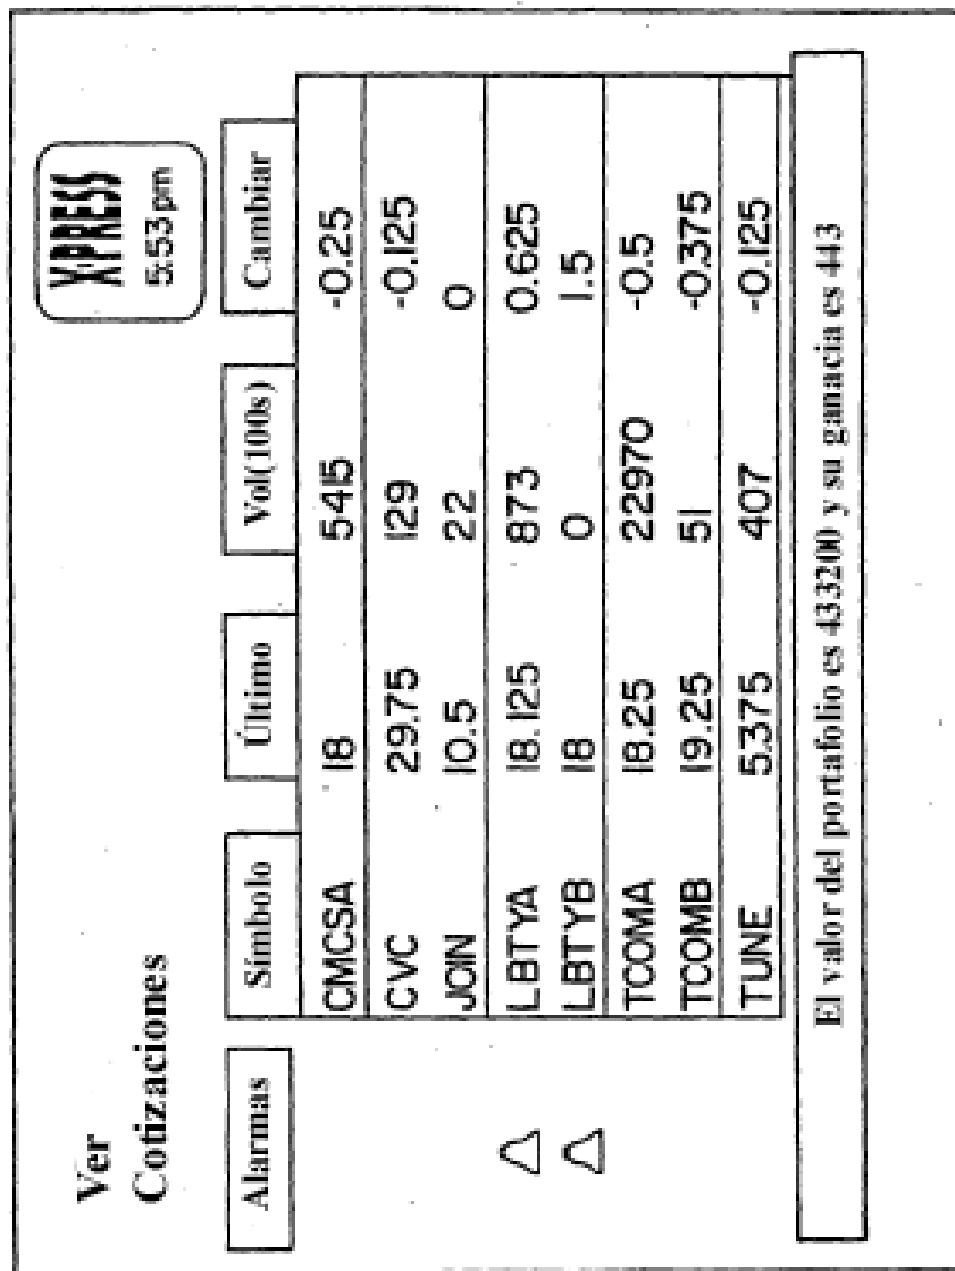 Ver
Cotizaciones
XPRESS
5:53 pm
Alarmas Símbolo Último Vol(100s) Cambiar
CMCSA 18 5415 -0.25
CVC 29.75 129 -0.125
JOIN 10.5 22 0
LBTYA 18.125 873 0.625
LBTYB 18 0 1.5
TCOMA 18.25 22970 -0.5
TCOMB 19.25 51 -0.375
TUNE 5.375 407 -0.125
El valor del portafolio es 433200 y su ganacia es 443